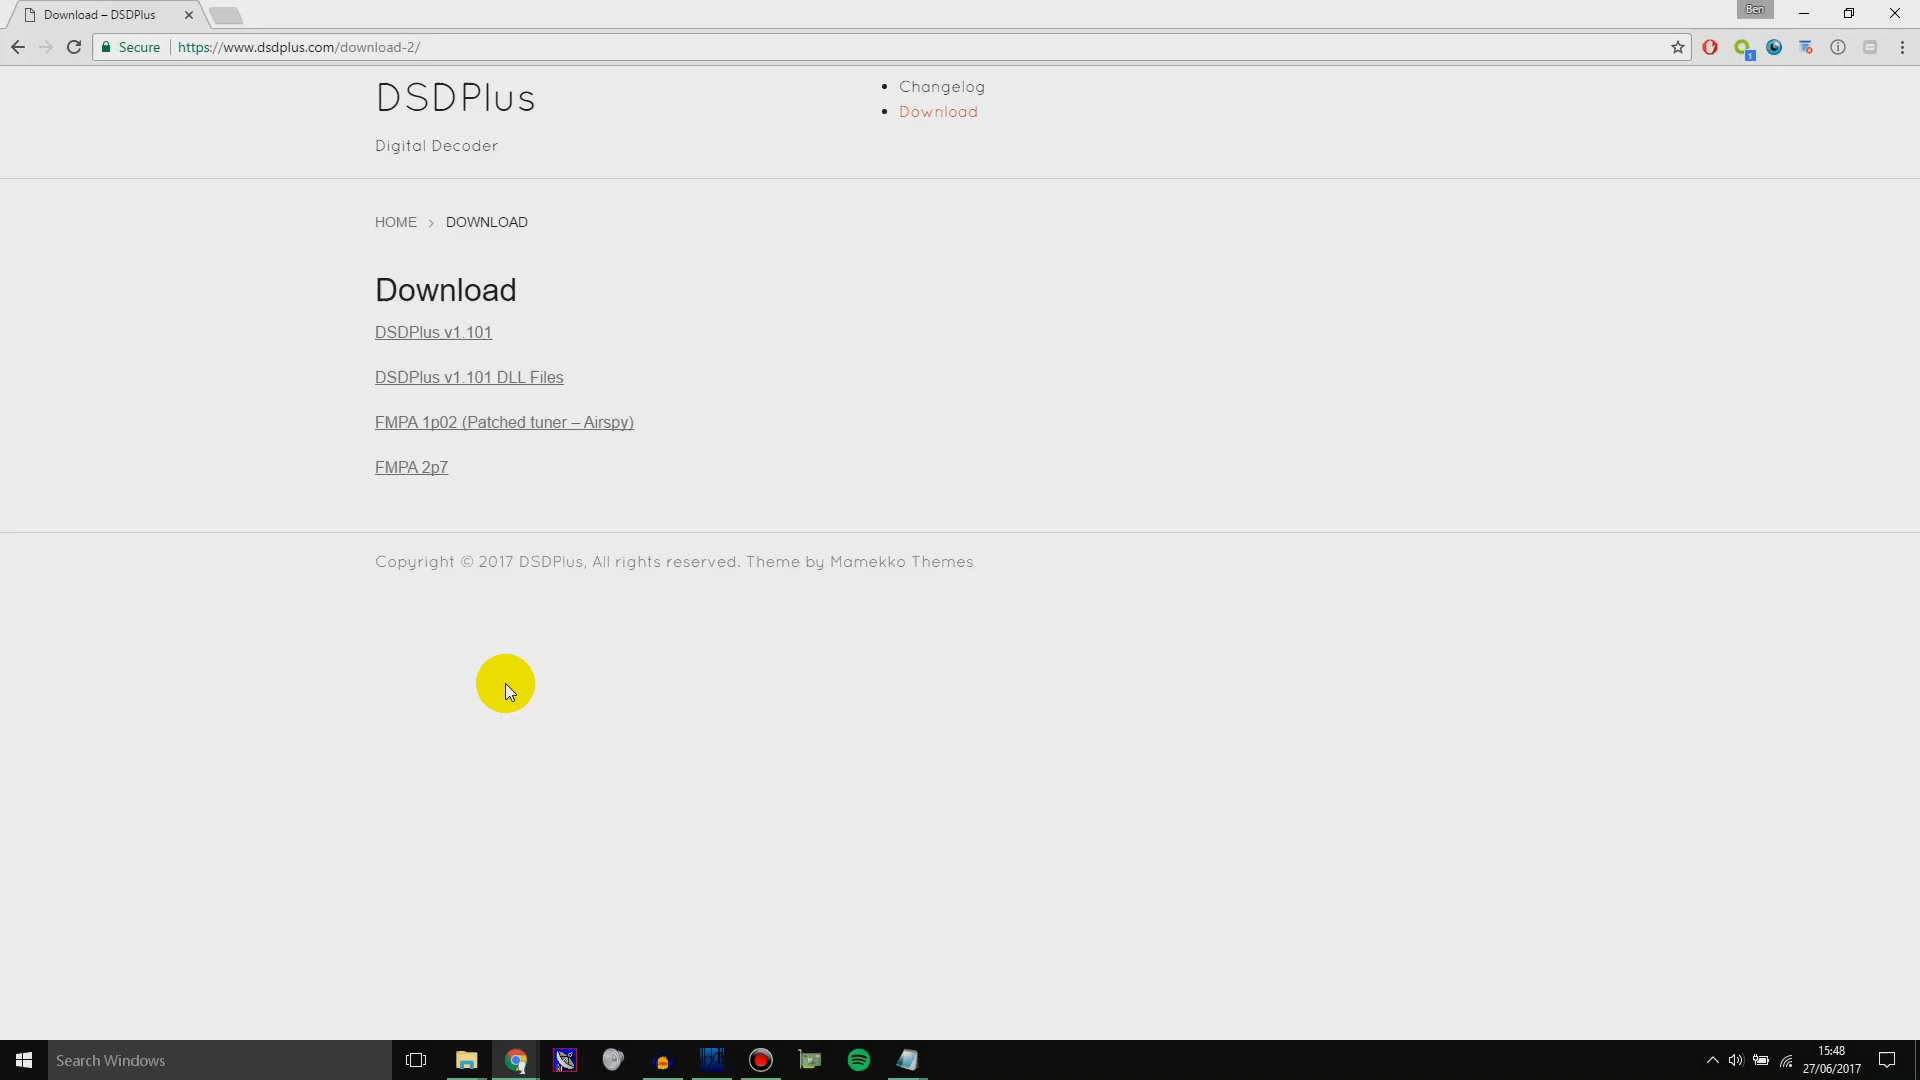 Download – DSDPlus
Ben
Secure
https://www.dsdplus.com/download-2/
1
DSDPlus
Digital Decoder
Changelog
Download
HOME > DOWNLOAD
Download
DSDPlus v1.101
DSDPlus v1.101 DLL Files
FMPA 1p02 (Patched tuner – Airspy)
FMPA 2p7
Copyright © 2017 DSDPlus, All rights reserved. Theme by Mamekko Themes
Search Windows
15:48
27/06/2017